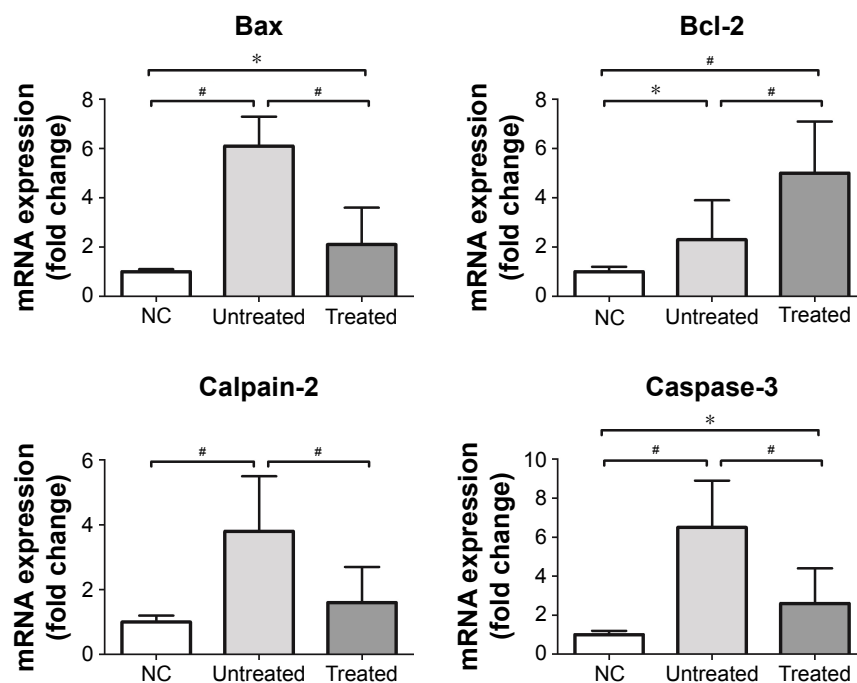 Bax
mRNA expression
(fold change)
8
6
4
2
0
*
#
#
NC
Untreated
Treated
Bcl-2
mRNA expression
(fold change)
8
6
4
2
0
#
*
#
NC
Untreated
Treated
Calpain-2
mRNA expression
(fold change)
6
4
2
0
#
#
NC
Untreated
Treated
Caspase-3
mRNA expression
(fold change)
10
8
6
4
2
0
*
#
#
NC
Untreated
Treated